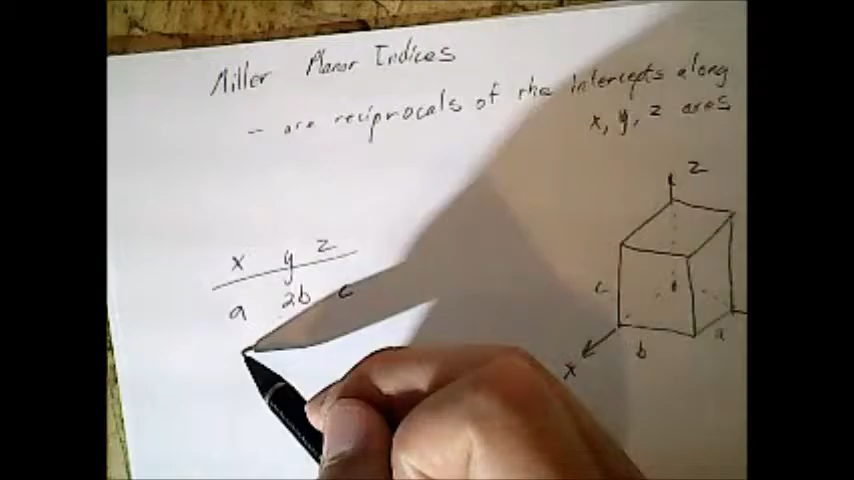 Miller Planar Indices
- are reciprocals of the intercepts along
x, y, z axes
z
x y z
a 2b c
c
b a
x